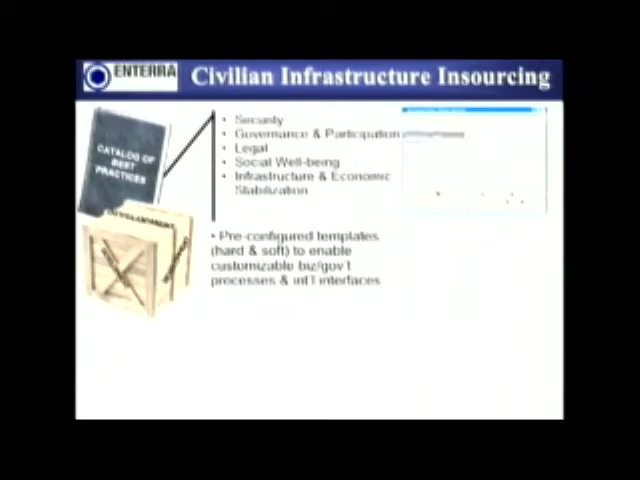 ENTERRA
Civilian Infrastructure Insourcing
CATALOG OF
BEST
PRACTICES
• Security
• Governance & Participation
• Legal
• Social Well-being
• Infrastructure & Economic
Stabilization
• Pre-configured templates
(hard & soft) to enable
customizable biz/gov't
processes & int'l interfaces